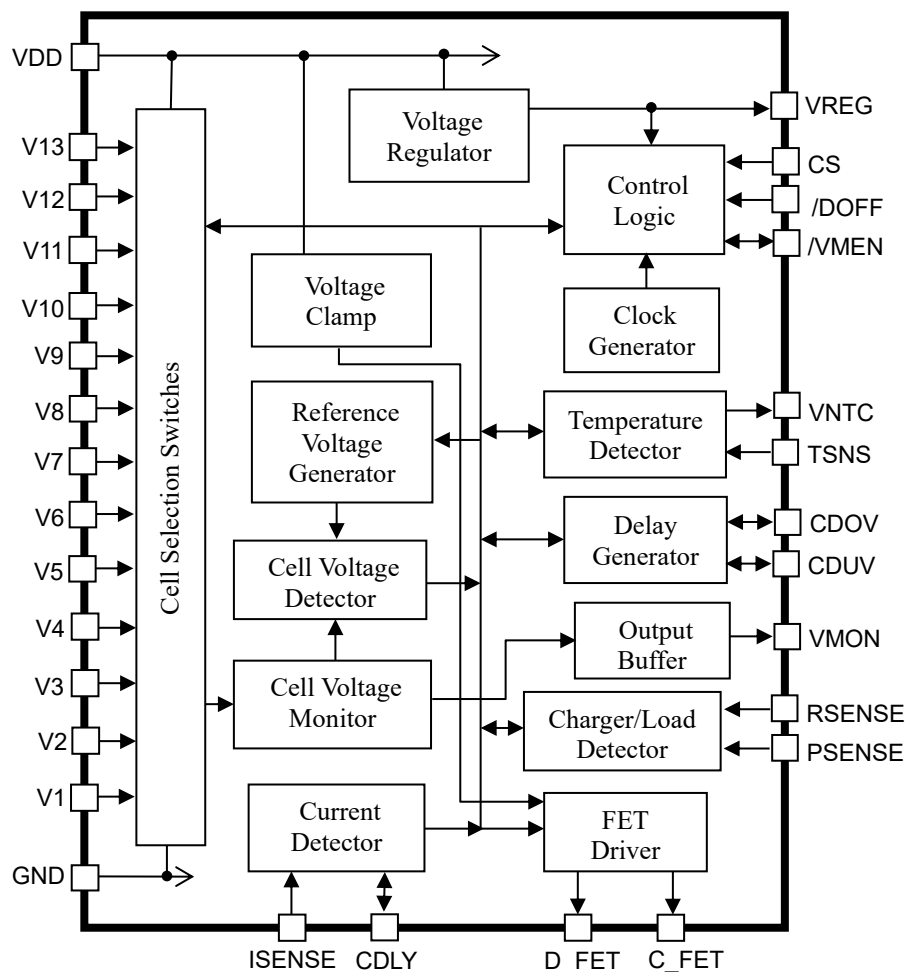 VDD
V13
V12
V11
V10
V9
V8
V7
V6
V5
V4
V3
V2
V1
GND
Cell Selection Switches
Voltage
Regulator
Control
Logic
Voltage
Clamp
Clock
Generator
Reference
Voltage
Generator
Temperature
Detector
Cell Voltage
Detector
Delay
Generator
Cell Voltage
Monitor
Output
Buffer
Charger/Load
Detector
Current
Detector
FET
Driver
VREG
CS
/DOFF
/VMEN
VNTC
TSNS
CDOV
CDUV
VMON
RSENSE
PSENSE
ISENSE
CDLY
D_FET
C_FET